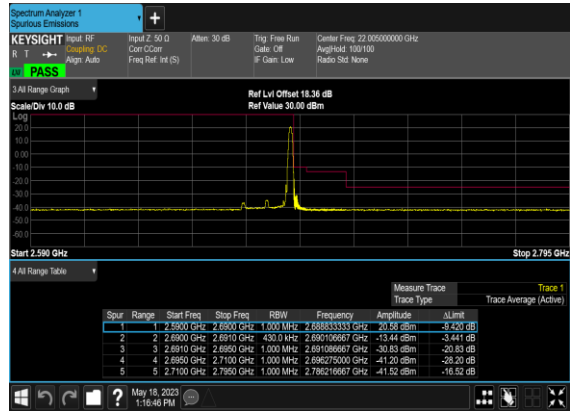 Spectrum Analyzer 1
Spurious Emissions
+
KEYSIGHT Input: RF Input Z: 50 Ω Atten: 30 dB Trig: Free Run Center Freq: 22.005000000 GHz
R T Coupling: DC Corr CCorr Gate: Off Avg|Hold: 100/100
Align: Auto Freq Ref: Int (S) IF Gain: Low Radio Std: None
PASS
3 All Range Graph
Ref Lvl Offset 18.36 dB
Scale/Div 10.0 dB Ref Value 30.00 dBm
Log
20.0
10.0
0.00
-10.0
-20.0
-30.0
-40.0
-50.0
-60.0
Start 2.590 GHz Stop 2.795 GHz
4 All Range Table
Measure Trace Trace 1
Trace Type Trace Average (Active)
Spur Range Start Freq Stop Freq RBW Frequency Amplitude ΔLimit
1 1 2.5900 GHz 2.6900 GHz 1.000 MHz 2.688833333 GHz 20.58 dBm -9.420 dB
2 2 2.6900 GHz 2.6910 GHz 430.0 kHz 2.690106667 GHz -13.44 dBm -3.441 dB
3 3 2.6910 GHz 2.6950 GHz 1.000 MHz 2.691086667 GHz -30.83 dBm -20.83 dB
4 4 2.6950 GHz 2.7100 GHz 1.000 MHz 2.696275000 GHz -41.20 dBm -28.20 dB
5 5 2.7100 GHz 2.7950 GHz 1.000 MHz 2.786216667 GHz -41.52 dBm -16.52 dB
? May 18, 2023
1:16:46 PM